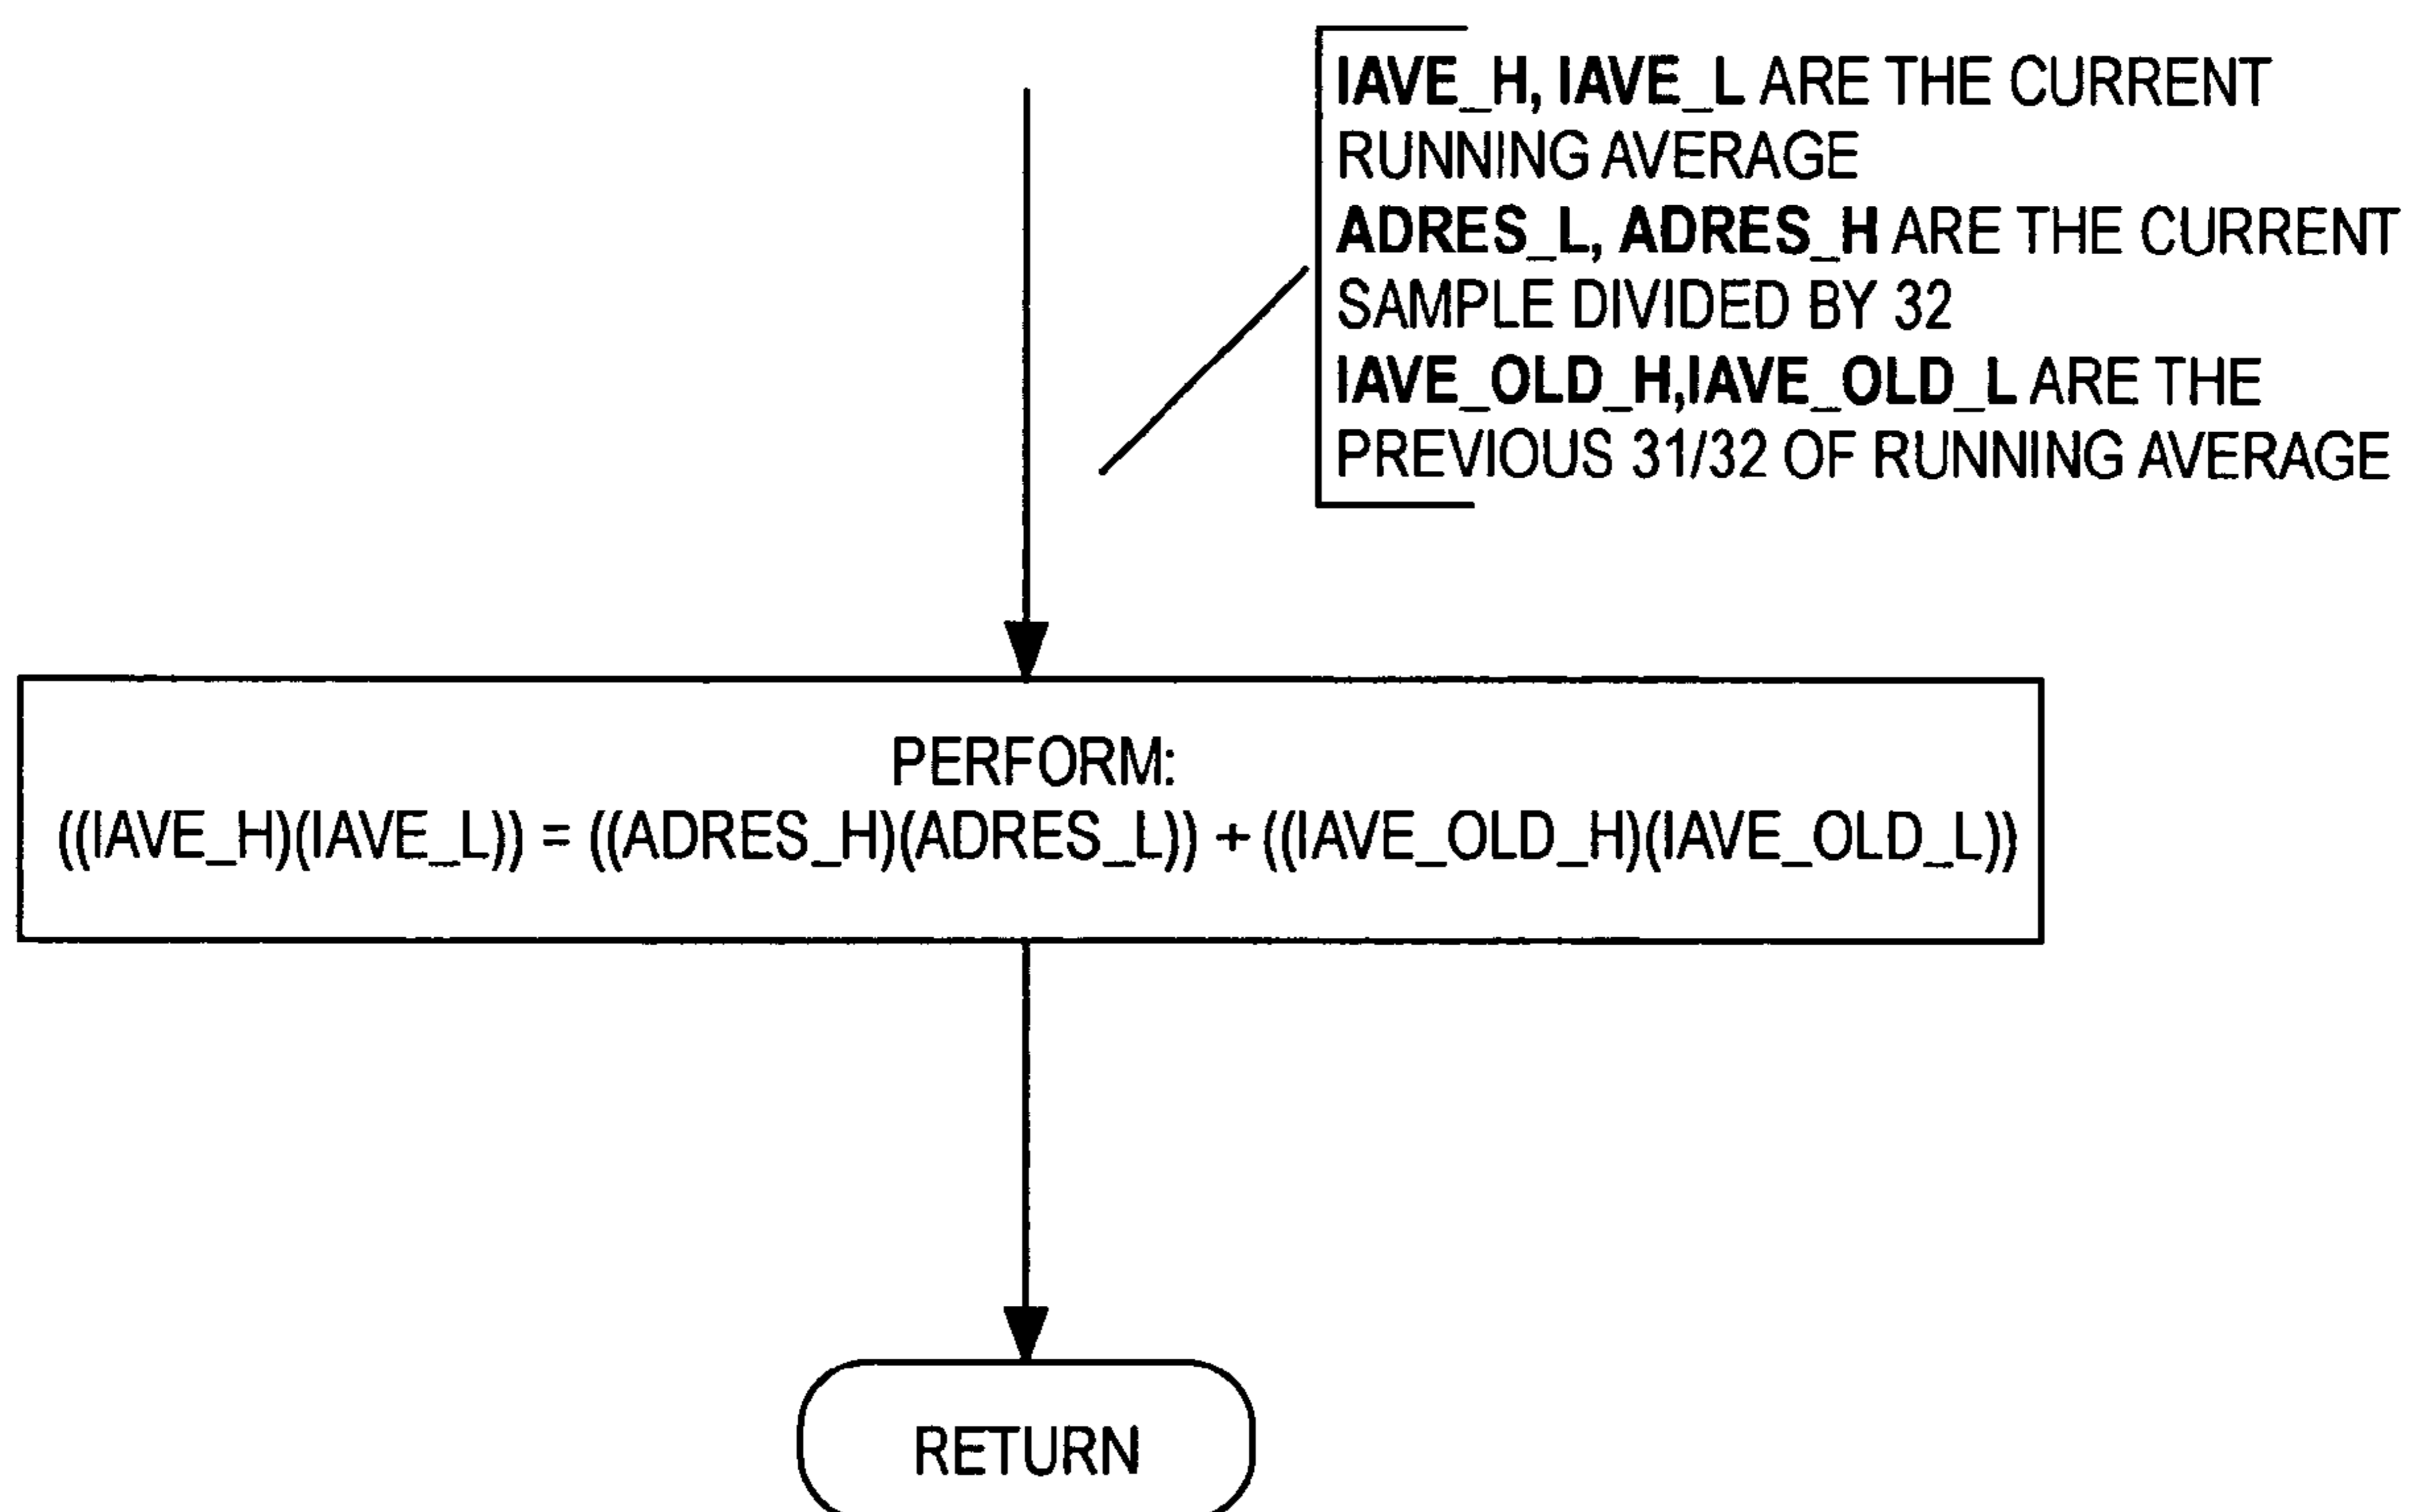 IAVE_H, IAVE_L ARE THE CURRENT
RUNNING AVERAGE
ADRES_L, ADRES_H ARE THE CURRENT
SAMPLE DIVIDED BY 32
IAVE_OLD_H,IAVE_OLD_L ARE THE
PREVIOUS 31/32 OF RUNNING AVERAGE
PERFORM:
((IAVE_H)(IAVE_L)) = ((ADRES_H)(ADRES_L)) + ((IAVE_OLD_H)(IAVE_OLD_L))
RETURN